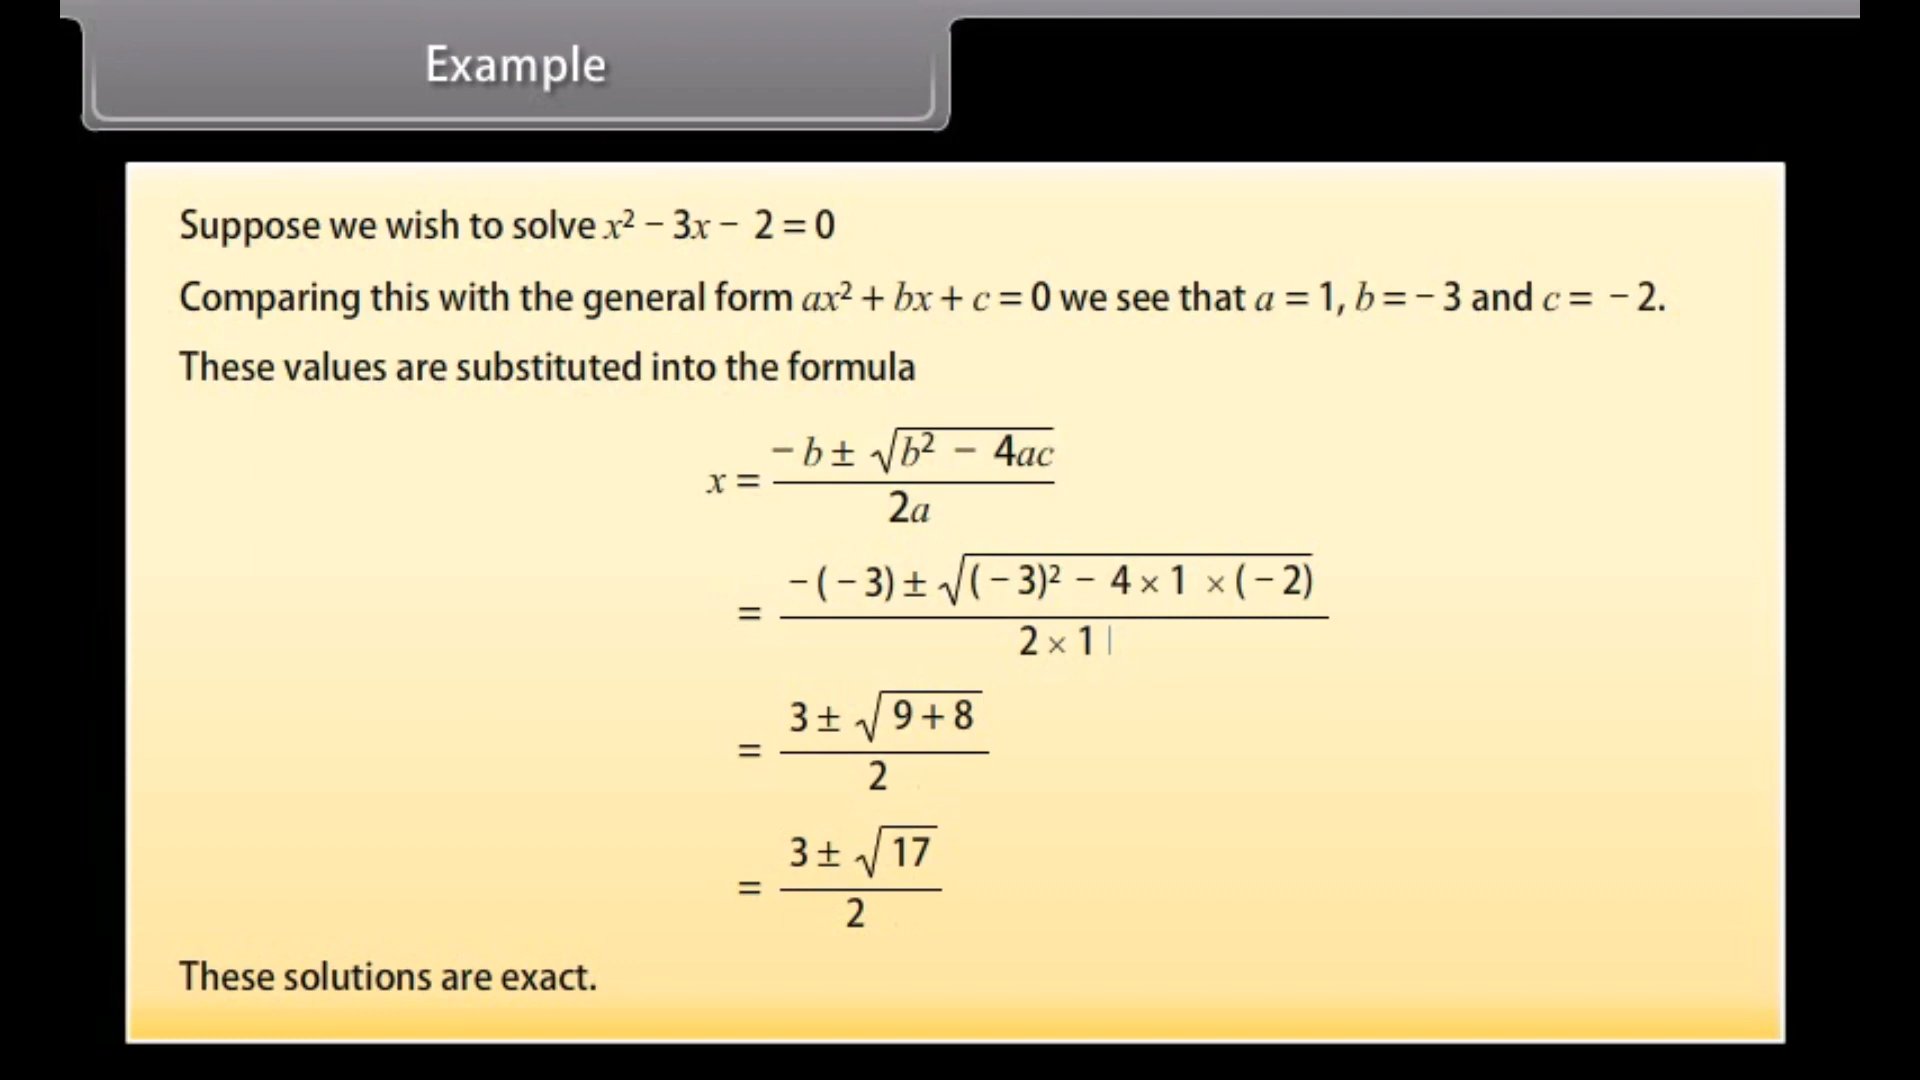 Example
Suppose we wish to solve x² − 3x − 2 = 0
Comparing this with the general form ax² + bx + c = 0 we see that a = 1, b = − 3 and c = − 2.
These values are substituted into the formula
x = (− b ± √(b² − 4ac)) / 2a
= (− (− 3) ± √((− 3)² − 4 × 1 × (− 2))) / 2 × 1
= (3 ± √(9 + 8)) / 2
= (3 ± √17) / 2
These solutions are exact.